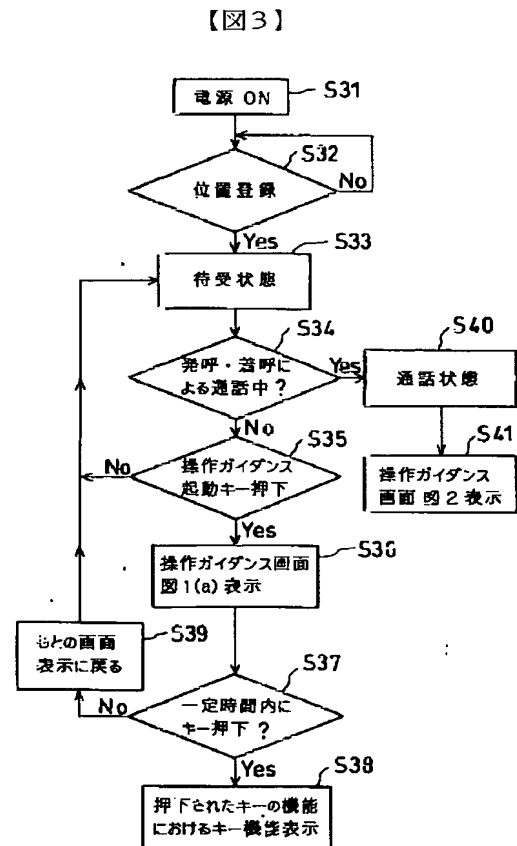 【図3】
電源 ON
S31
S32
位置登録
No
Yes
S33
待受状態
S34
発呼・着呼に
よる通話中?
Yes
S40
通話状態
No
S35
操作ガイダンス
起動キー押下
No
S41
操作ガイダンス
画面 図2表示
Yes
S36
操作ガイダンス画面
図1(a)表示
S39
もとの画面
表示に戻る
S37
一定時間内に
キー押下?
No
Yes
S38
押下されたキーの機能
におけるキー機能表示